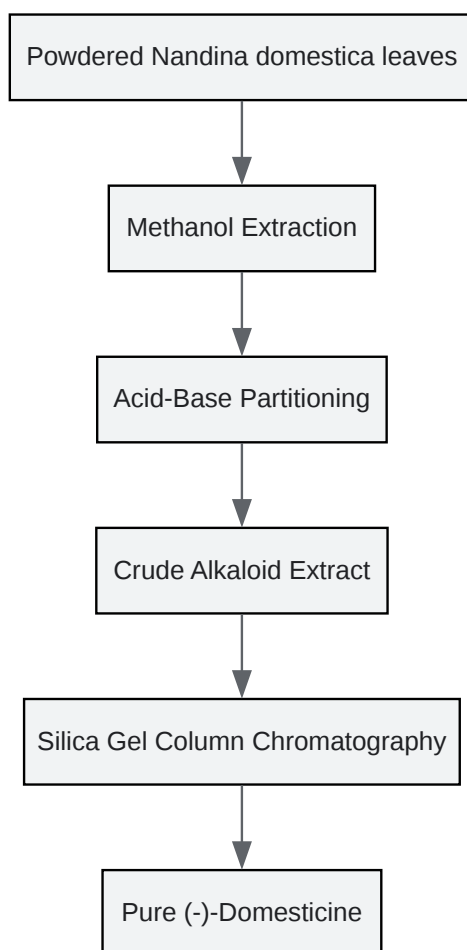 Powdered Nandina domestica leaves
Methanol Extraction
Acid-Base Partitioning
Crude Alkaloid Extract
Silica Gel Column Chromatography
Pure (-)-Domesticine